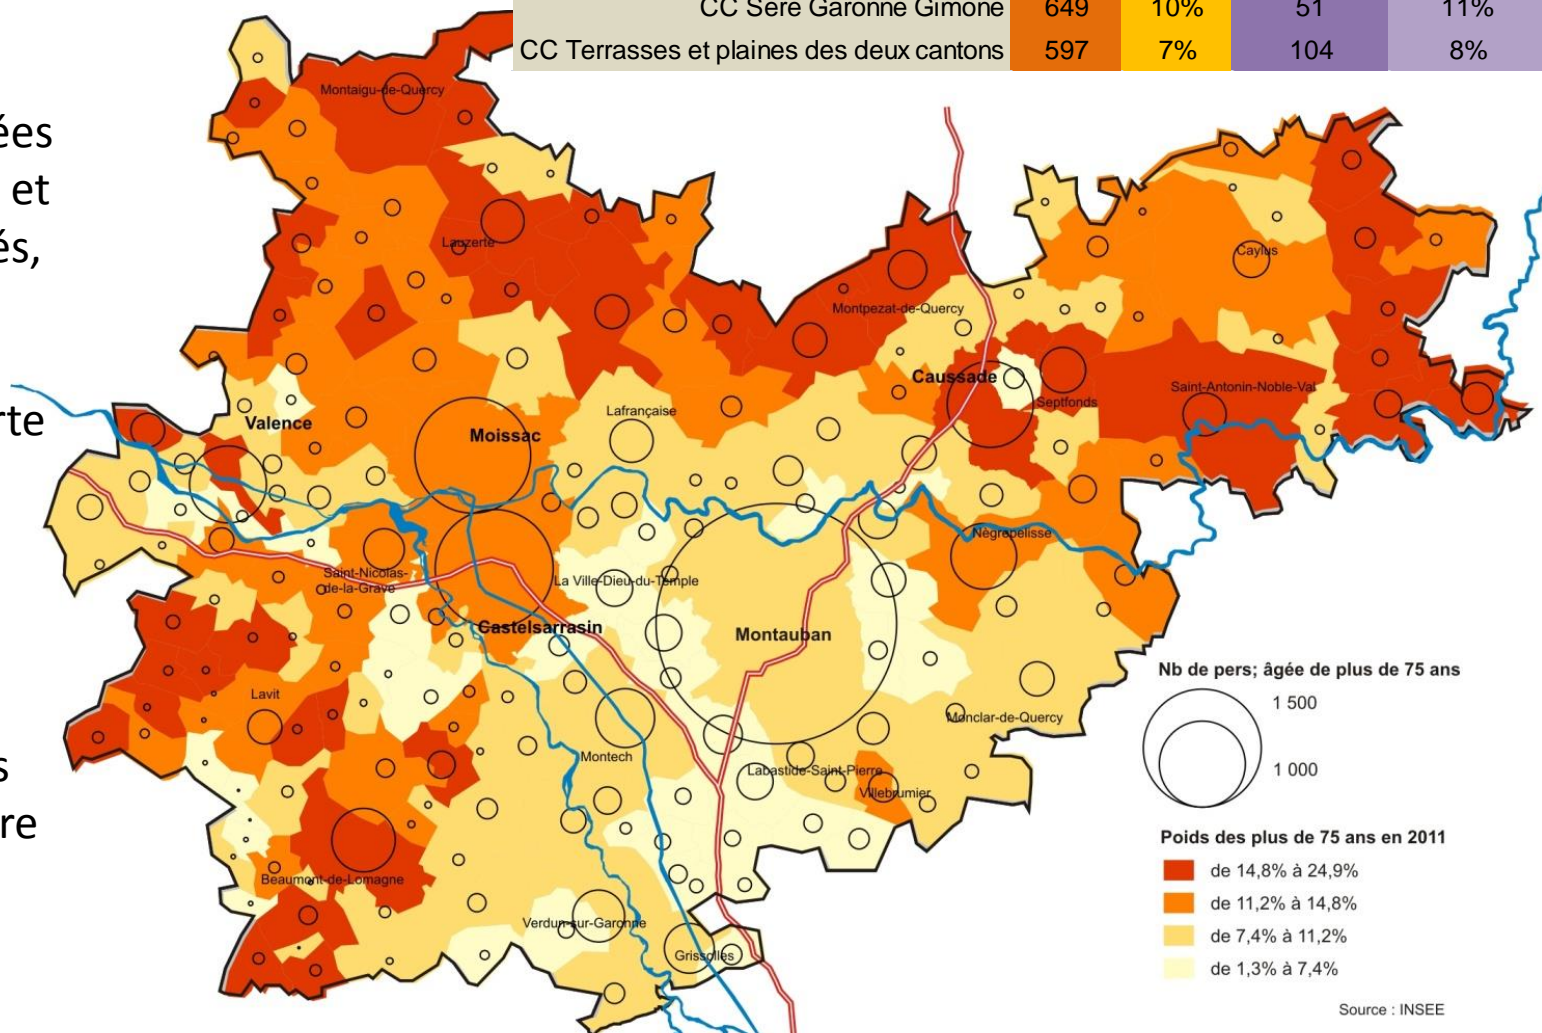 CC Sère Garonne Gimone 649 10% 51 11%
CC Terrasses et plaines des deux cantons 597 7% 104 8%
ées
et
és,
rte
s
re
Montaigu-de-Quercy
Lauzerte
Montpezat-de-Quercy
Caylus
Caussade
Septfonds
Saint-Antonin-Noble-Val
Valence
Moissac
Lafrançaise
Nègrepelisse
Saint-Nicolas-
de-la-Grave
La Ville-Dieu-du-Temple
Castelsarrasin
Montauban
Lavit
Monclar-de-Quercy
Montech
Labastide-Saint-Pierre
Villebrumier
Beaumont-de-Lomagne
Verdun-sur-Garonne
Grisolles
Nb de pers; âgée de plus de 75 ans
1 500
1 000
Poids des plus de 75 ans en 2011
de 14,8% à 24,9%
de 11,2% à 14,8%
de 7,4% à 11,2%
de 1,3% à 7,4%
Source : INSEE